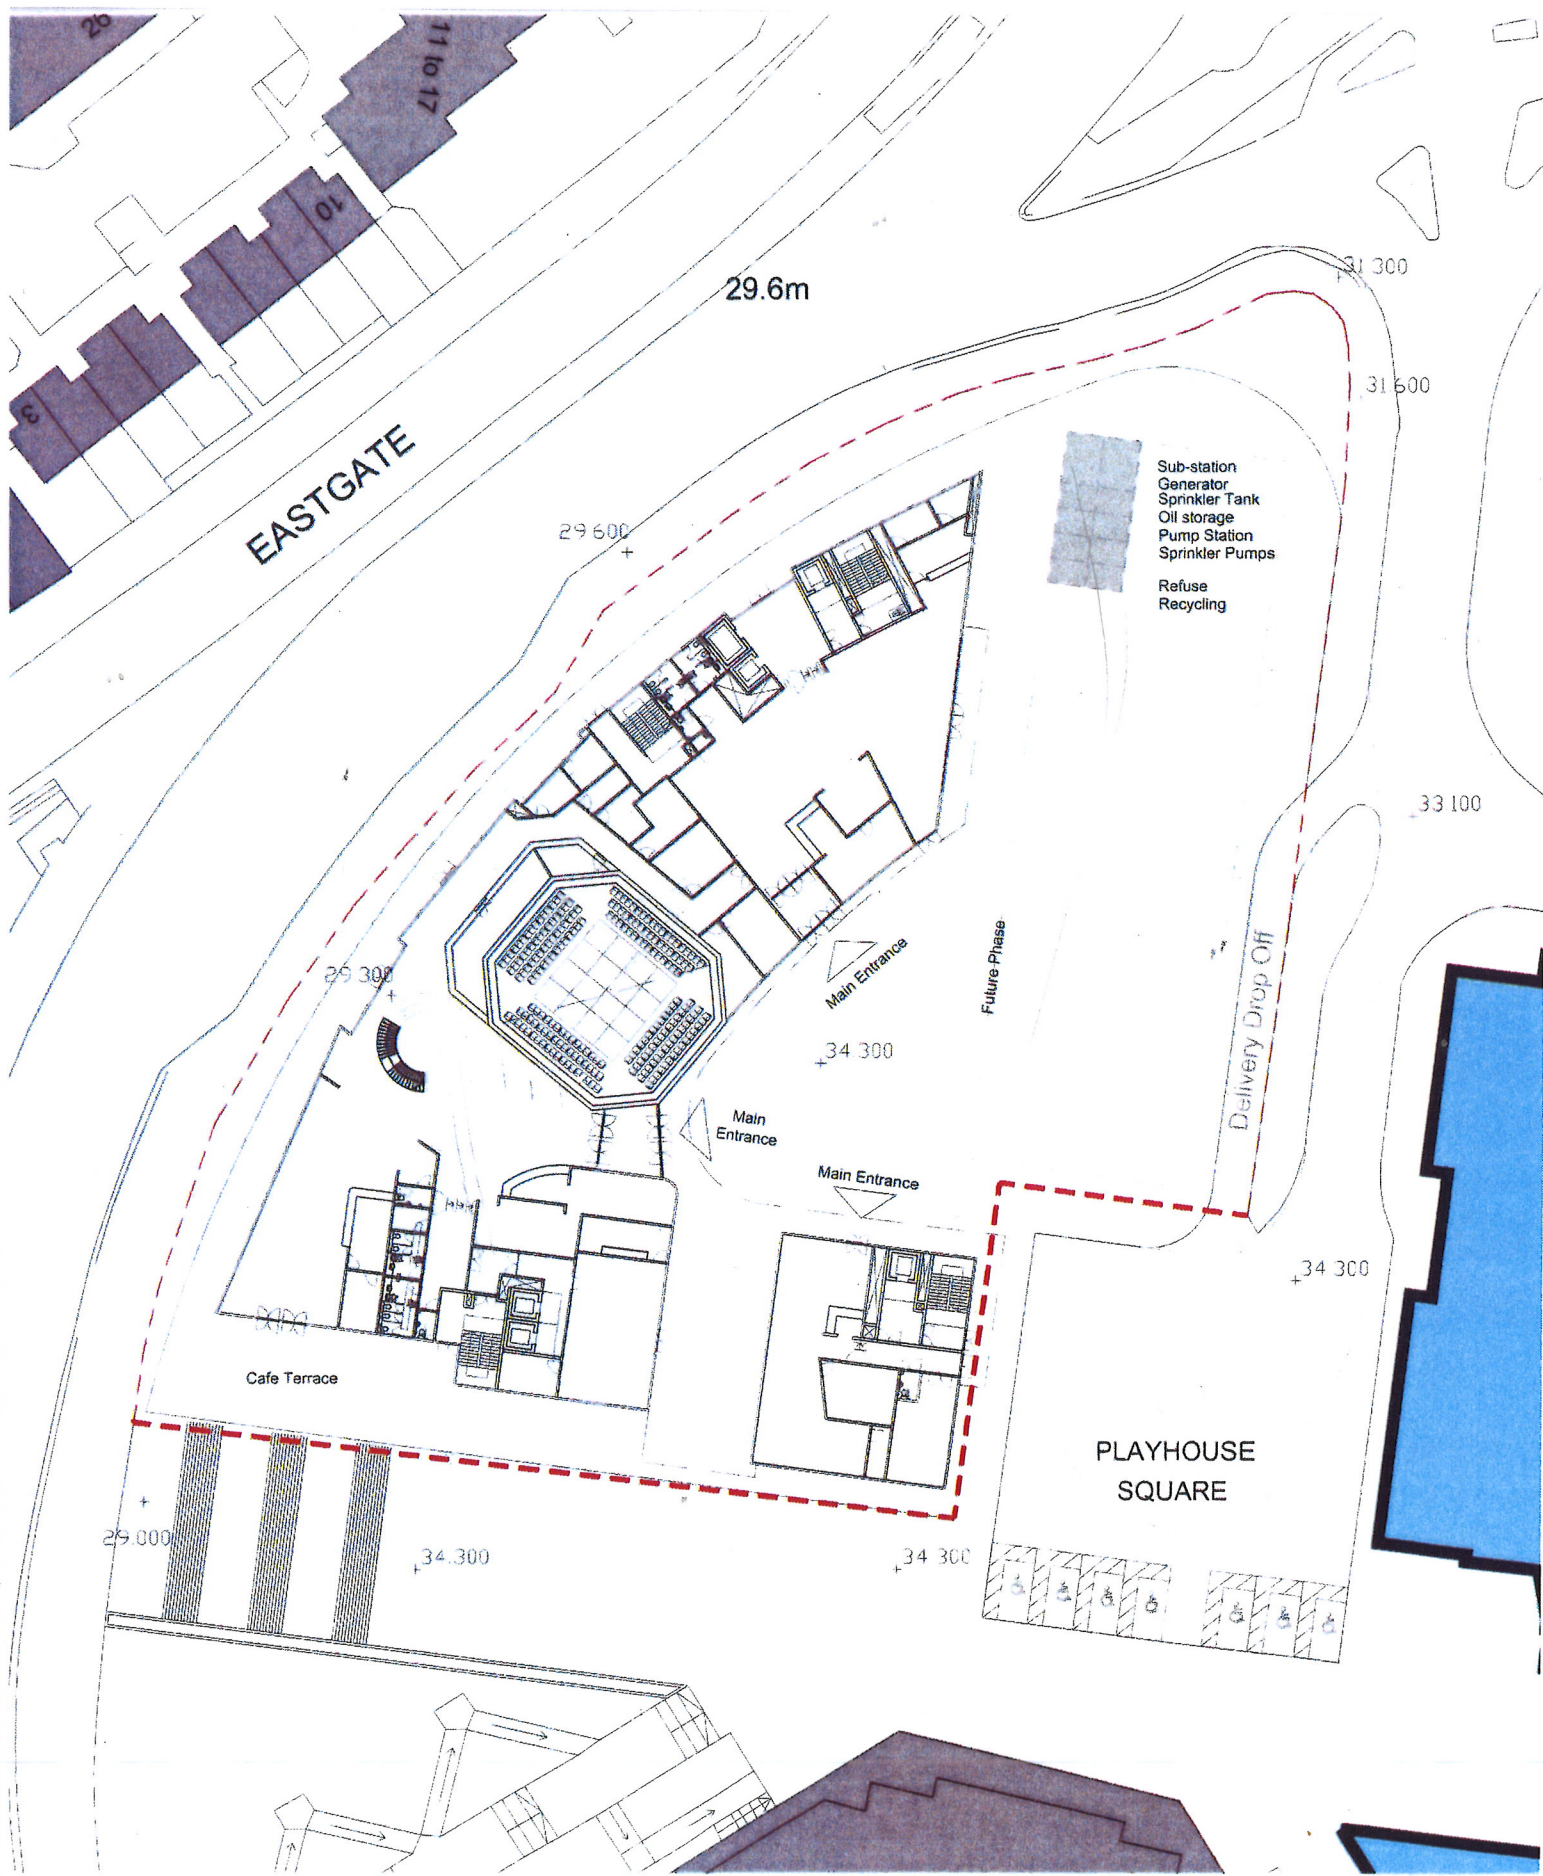 26
11 to 17
10
3
29.6m
31 300
31 600
EASTGATE
29 600
Sub-station
Generator
Sprinkler Tank
Oil storage
Pump Station
Sprinkler Pumps
Refuse
Recycling
33 100
Main Entrance
Future Phase
Delivery Drop Off
29 300
34 300
Main
Entrance
Main Entrance
34 300
Cafe Terrace
PLAYHOUSE
SQUARE
29.000
34.300
34 300